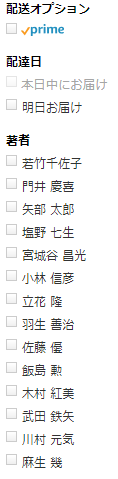 配送オプション
prime
配達日
本日中にお届け
明日お届け
著者
若竹千佐子
門井 慶喜
矢部 太郎
塩野 七生
宮城谷 昌光
小林 信彦
立花 隆
羽生 善治
佐藤 優
飯島 勲
木村 紅美
武田 鉄矢
川村 元気
麻生 幾